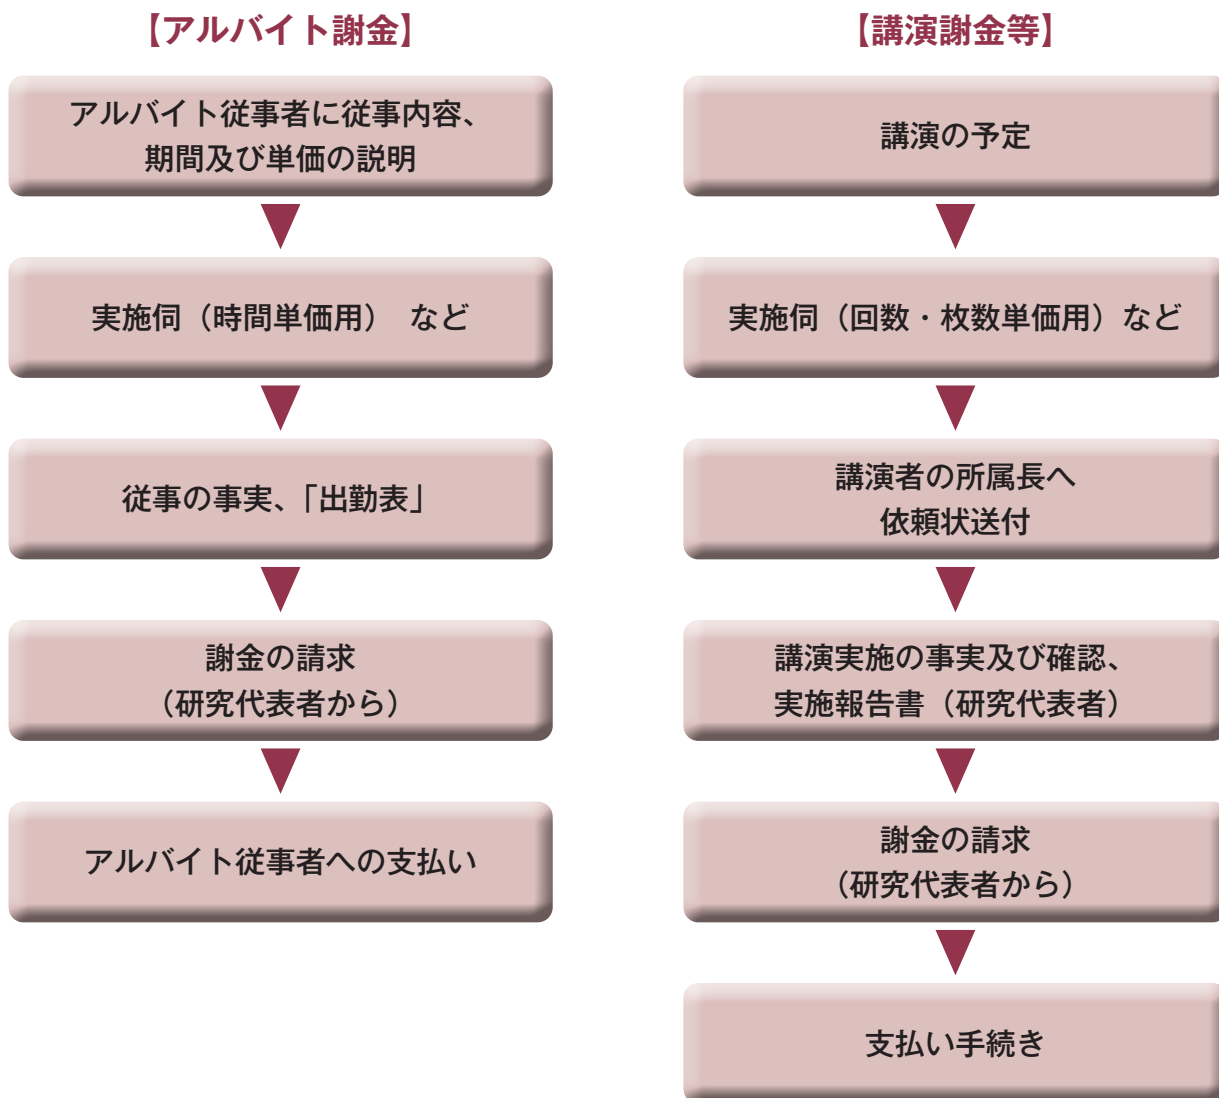 【アルバイト謝金】
アルバイト従事者に従事内容、
期間及び単価の説明
実施伺（時間単価用）　など
従事の事実、「出勤表」
謝金の請求
（研究代表者から）
アルバイト従事者への支払い
【講演謝金等】
講演の予定
実施伺（回数・枚数単価用）など
講演者の所属長へ
依頼状送付
講演実施の事実及び確認、
実施報告書（研究代表者）
謝金の請求
（研究代表者から）
支払い手続き